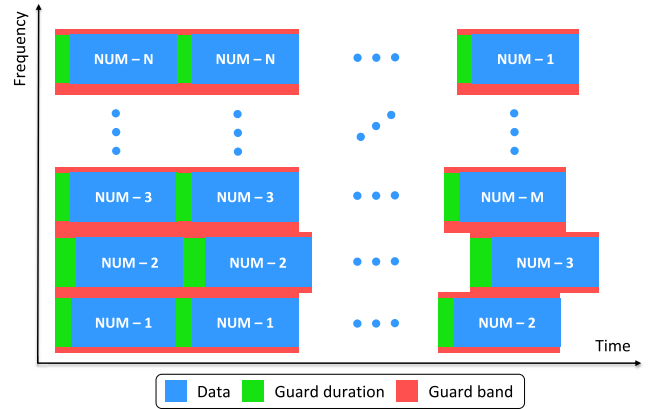 Frequency
NUM – N NUM – N NUM – 1
NUM – 3 NUM – 3 NUM – M
NUM – 2 NUM – 2 NUM – 3
NUM – 1 NUM – 1 NUM – 2
Time
Data Guard duration Guard band